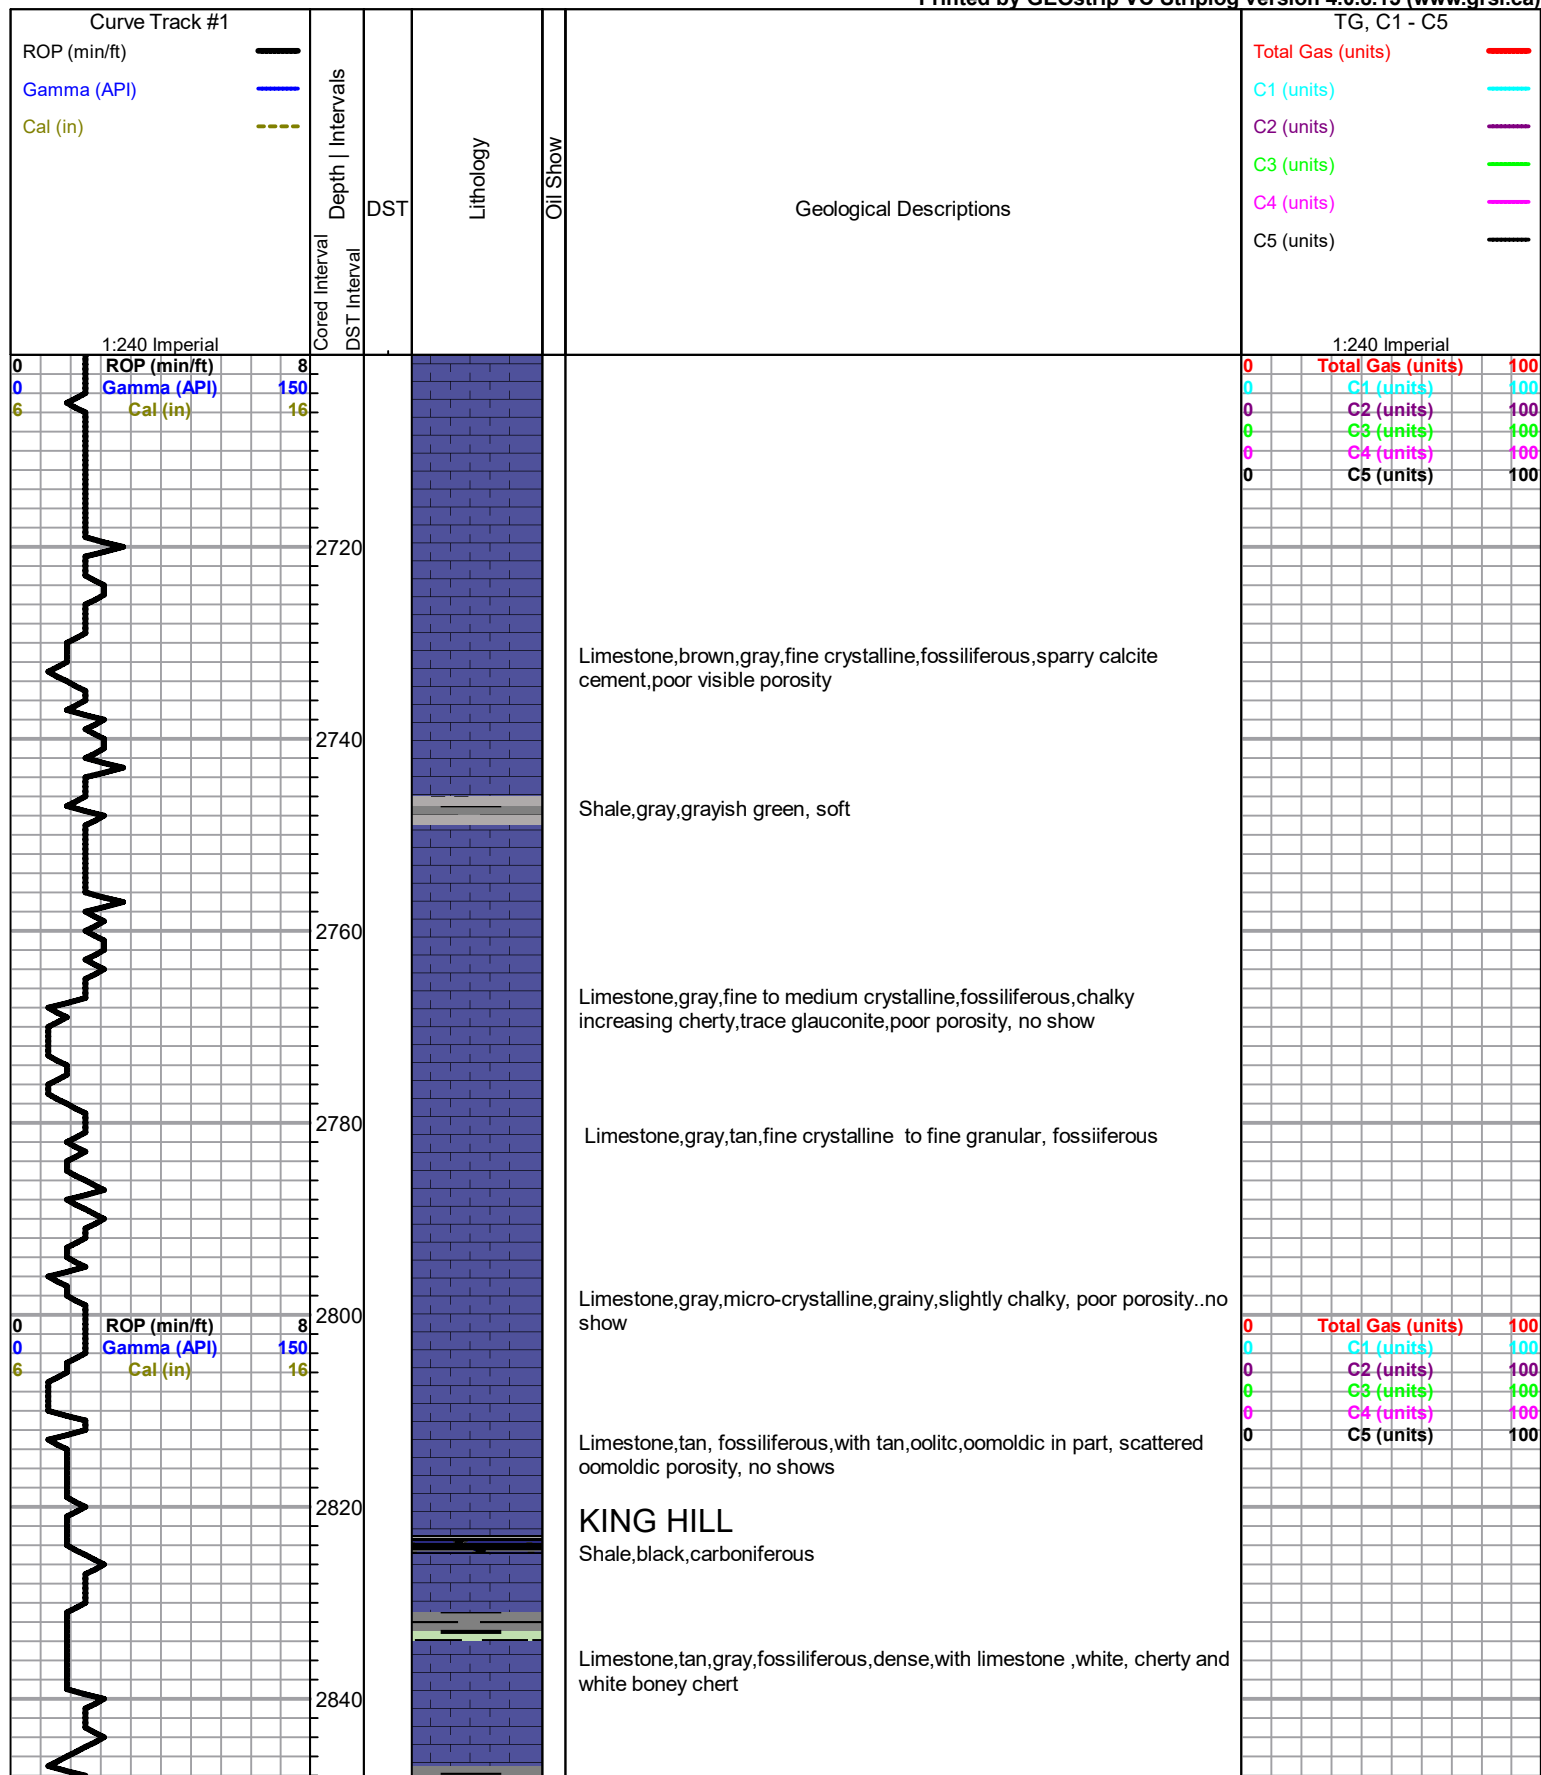 Curve Track #1
ROP (min/ft)
Gamma (API)
Cal (in)
1:240 Imperial
Cored Interval
Depth | Intervals
DST Interval
DST
Lithology
Oil Show
Geological Descriptions
TG, C1 - C5
Total Gas (units)
C1 (units)
C2 (units)
C3 (units)
C4 (units)
C5 (units)
1:240 Imperial
0 ROP (min/ft) 8
0 Gamma (API) 150
6 Cal (in) 16
0 Total Gas (units) 100
0 C1 (units) 100
0 C2 (units) 100
0 C3 (units) 100
0 C4 (units) 100
0 C5 (units) 100
2720
Limestone,brown,gray,fine crystalline,fossiliferous,sparry calcite
cement,poor visible porosity
2740
Shale,gray,grayish green, soft
2760
Limestone,gray,fine to medium crystalline,fossiliferous,chalky
increasing cherty,trace glauconite,poor porosity, no show
2780
Limestone,gray,tan,fine crystalline  to fine granular, fossiiferous
Limestone,gray,micro-crystalline,grainy,slightly chalky, poor porosity..no
show
2800
0 ROP (min/ft) 8
0 Gamma (API) 150
6 Cal (in) 16
0 Total Gas (units) 100
0 C1 (units) 100
0 C2 (units) 100
0 C3 (units) 100
0 C4 (units) 100
0 C5 (units) 100
Limestone,tan, fossiliferous,with tan,oolitc,oomoldic in part, scattered
oomoldic porosity, no shows
2820
KING HILL
Shale,black,carboniferous
Limestone,tan,gray,fossiliferous,dense,with limestone ,white, cherty and
white boney chert
2840